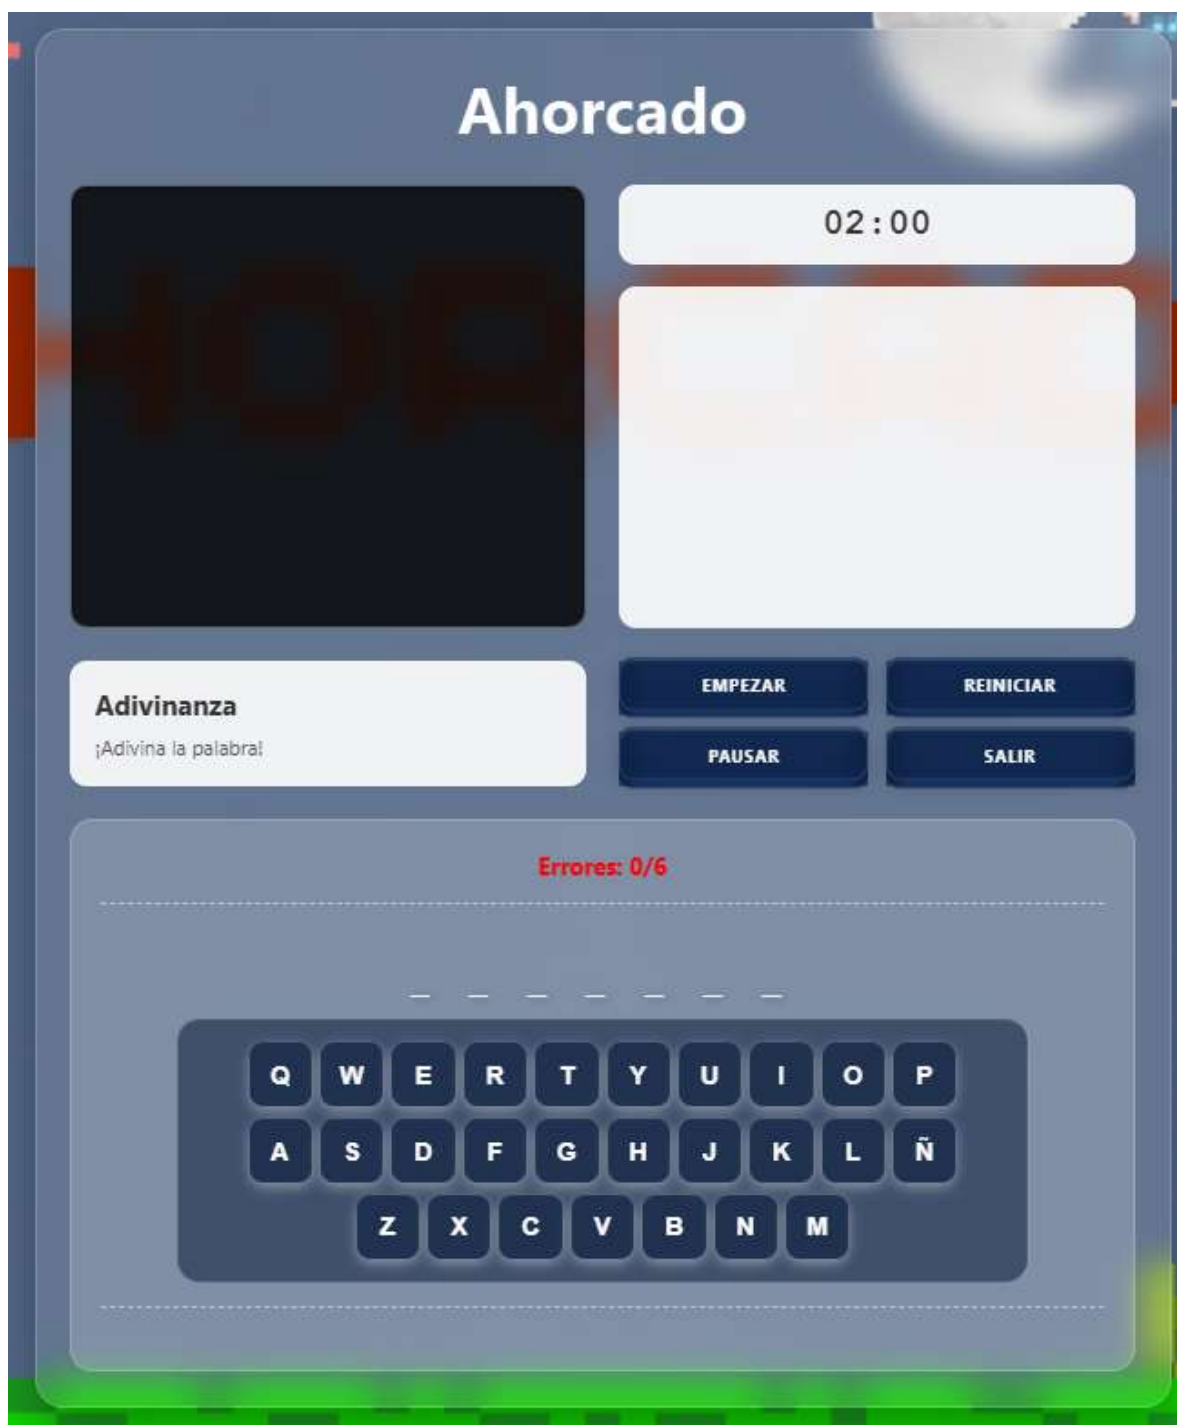 Ahorcado
02:00
Adivinanza
¡Adivina la palabra!
EMPEZAR REINICIAR
PAUSAR SALIR
Errores: 0/6
_ _ _ _ _ _ _
Q W E R T Y U I O P
A S D F G H J K L Ñ
Z X C V B N M